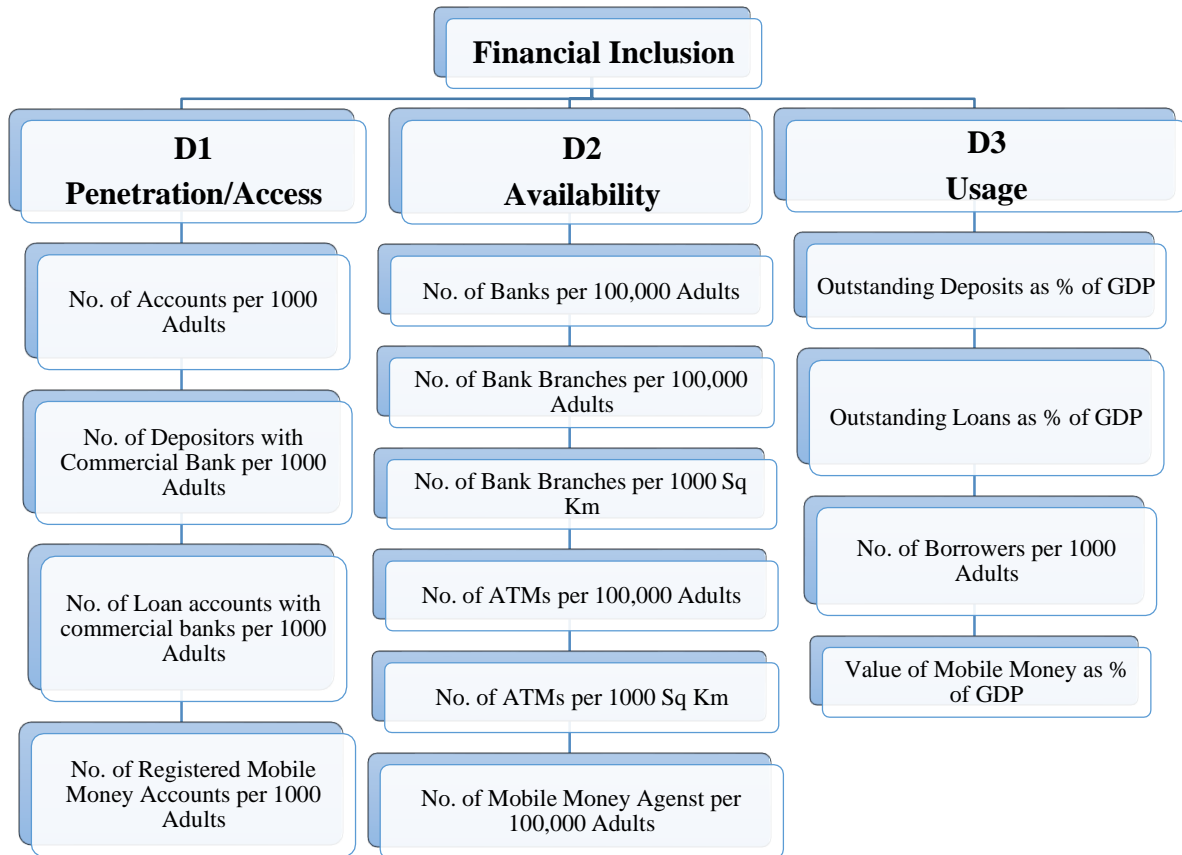 Financial Inclusion
D1
Penetration/Access
No. of Accounts per 1000
Adults
No. of Depositors with
Commercial Bank per 1000
Adults
No. of Loan accounts with
commercial banks per 1000
Adults
No. of Registered Mobile
Money Accounts per 1000
Adults
D2
Availability
No. of Banks per 100,000 Adults
No. of Bank Branches per 100,000
Adults
No. of Bank Branches per 1000 Sq
Km
No. of ATMs per 100,000 Adults
No. of ATMs per 1000 Sq Km
No. of Mobile Money Agenst per
100,000 Adults
D3
Usage
Outstanding Deposits as % of GDP
Outstanding Loans as % of GDP
No. of Borrowers per 1000
Adults
Value of Mobile Money as %
of GDP